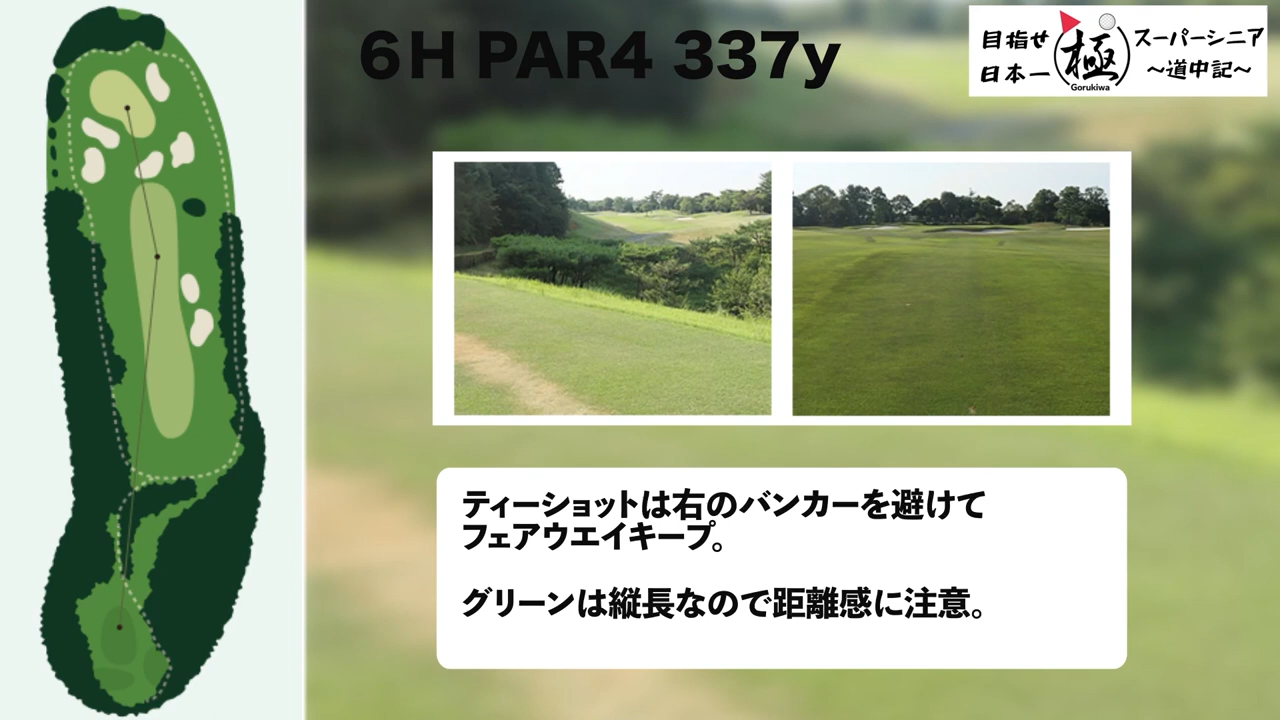 6H PAR4 337y
目指せ
日本一
極
Gorukiwa
スーパーシニア
～道中記～
ティーショットは右のバンカーを避けて
フェアウエイキープ。
グリーンは縦長なので距離感に注意。